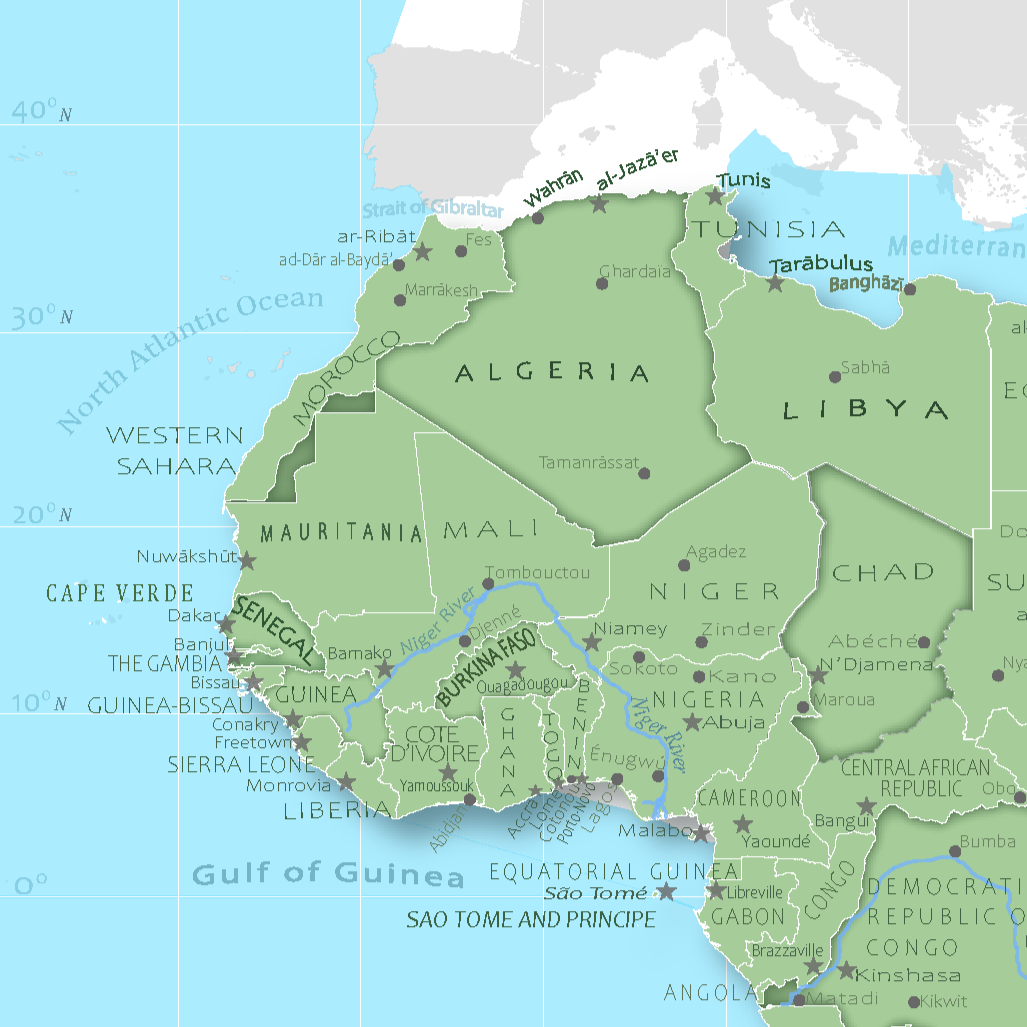 40° N
Strait of Gibraltar
Wahrān
al-Jazā'er
Tunis
TUNISIA
ar-Ribāt
Fes
ad-Dār al-Baydā'
Mediterran
Tarābulus
Banghāzī
Ghardaïa
Marrākesh
North Atlantic Ocean
30° N
al-
MOROCCO
ALGERIA
Sabhā
LIBYA
EG
WESTERN
SAHARA
Tamanrāssat
20° N
MAURITANIA
MALI
Do
Nuwākshūt
Agadez
Tombouctou
CHAD
SU
CAPE VERDE
NIGER
Niger River
SENEGAL
Dakar
Djenné
Niamey
Zinder
Abéché
a
Banjul
Bamako
BURKINA FASO
THE GAMBIA
Sokoto
Kano
N'Djamena
Ny
Bissau
GUINEA
Ouagadougou
BENIN
NIGERIA
Maroua
10° N
GUINEA-BISSAU
Conakry
GHANA
TOGO
Niger River
Abuja
Freetown
COTE
D'IVOIRE
SIERRA LEONE
Énugwú
CENTRAL AFRICAN
REPUBLIC
Monrovia
Yamoussouk
Obo
LIBERIA
Abidjan
Accra
Lome
Cotonou
Porto-Novo
Lagos
CAMEROON
Bangui
Malabo
Yaoundé
Bumba
Gulf of Guinea
EQUATORIAL GUINEA
0°
São Tomé
Libreville
CONGO
DEMOCRATI
SAO TOME AND PRINCIPE
GABON
REPUBLIC O
CONGO
Brazzaville
Kinshasa
ANGOLA
Matadi
Kikwit